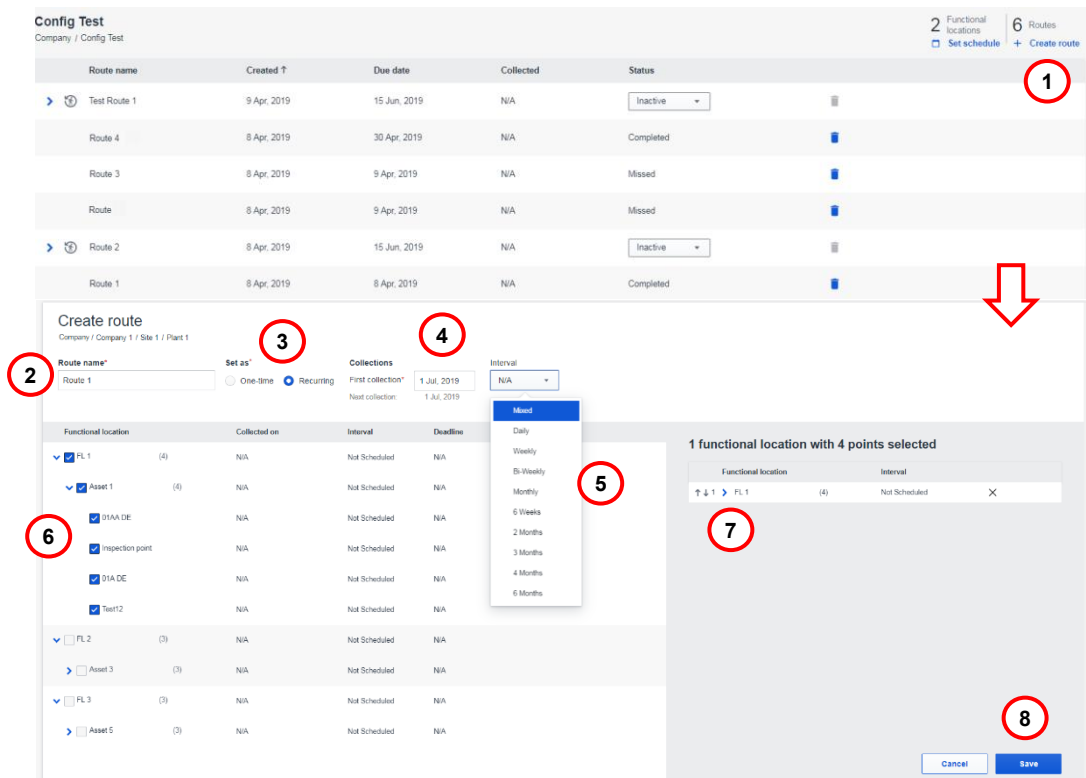 Config Test
Company / Config Test
2 Functional locations
Set schedule
6 Routes
+ Create route
1
Route name Created ↑ Due date Collected Status
Test Route 1 9 Apr, 2019 15 Jun, 2019 N/A Inactive
Route 4 8 Apr, 2019 30 Apr, 2019 N/A Completed
Route 3 8 Apr, 2019 9 Apr, 2019 N/A Missed
Route 8 Apr, 2019 9 Apr, 2019 N/A Missed
Route 2 8 Apr, 2019 15 Jun, 2019 N/A Inactive
Route 1 8 Apr, 2019 8 Apr, 2019 N/A Completed
Create route
Company / Company 1 / Site 1 / Plant 1
3
4
2
Route name* Set as* Collections Interval
Route 1 One-time Recurring First collection* 1 Jul, 2019 N/A
Next collection: 1 Jul, 2019
Mixed
Daily
Weekly
Bi-Weekly
Monthly
6 Weeks
2 Months
3 Months
4 Months
6 Months
5
Functional location Collected on Interval Deadline
FL 1 (4) N/A Not Scheduled N/A
Asset 1 (4) N/A Not Scheduled N/A
01AA DE N/A Not Scheduled N/A
6
Inspection point N/A Not Scheduled N/A
01A DE N/A Not Scheduled N/A
Test12 N/A Not Scheduled N/A
FL 2 (3) N/A Not Scheduled N/A
Asset 3 (3) N/A Not Scheduled N/A
FL 3 (3) N/A Not Scheduled N/A
Asset 5 (3) N/A Not Scheduled N/A
1 functional location with 4 points selected
Functional location Interval
↑↓ 1 FL 1 (4) Not Scheduled
7
8
Cancel Save